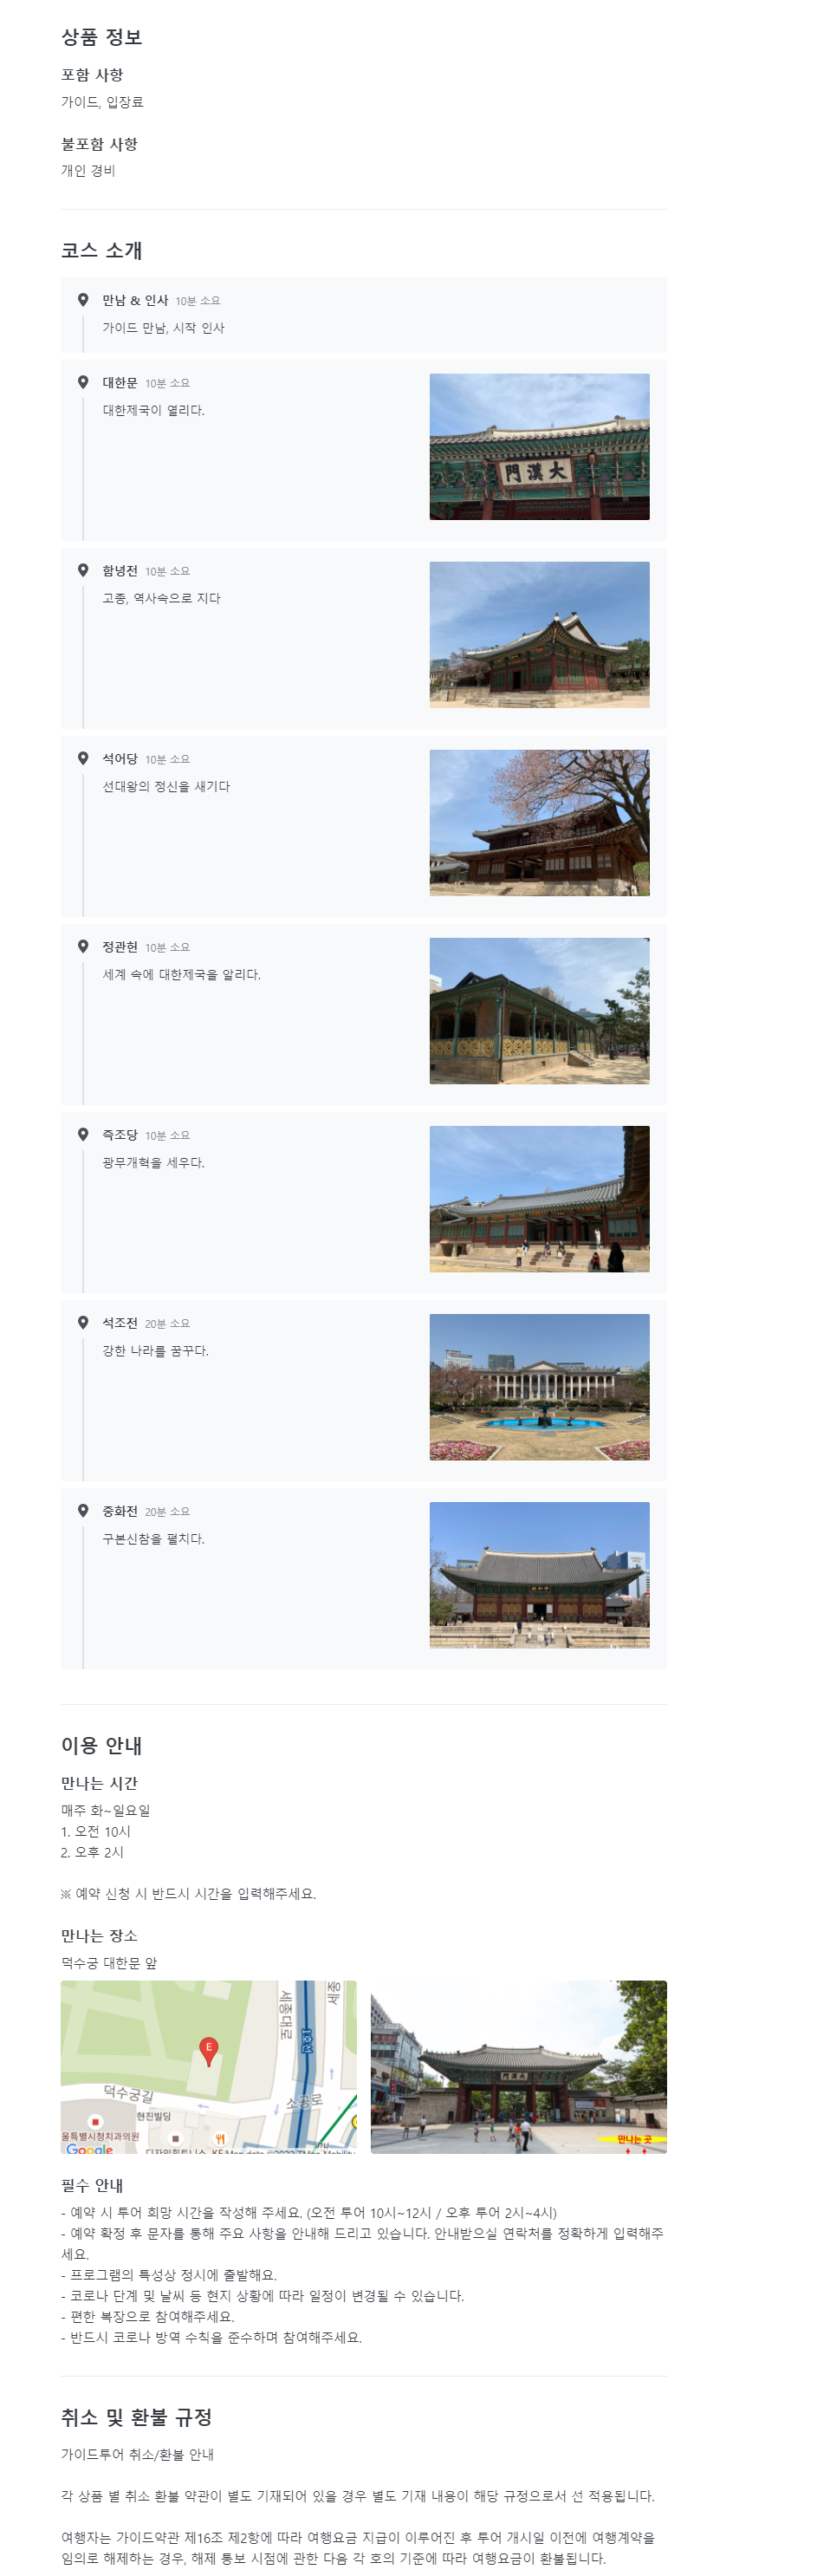 상품 정보
포함 사항
가이드, 입장료
불포함 사항
개인 경비
코스 소개
만남 & 인사 10분 소요
가이드 만남, 시작 인사
대한문 10분 소요
대한제국이 열리다.
門漢大
함녕전 10분 소요
고종, 역사속으로 지다
석어당 10분 소요
선대왕의 정신을 새기다
정관헌 10분 소요
세계 속에 대한제국을 알리다.
즉조당 10분 소요
광무개혁을 세우다.
석조전 20분 소요
강한 나라를 꿈꾸다.
중화전 20분 소요
구본신참을 펼치다.
이용 안내
만나는 시간
매주 화~일요일
1. 오전 10시
2. 오후 2시
※ 예약 신청 시 반드시 시간을 입력해주세요.
만나는 장소
덕수궁 대한문 앞
세종대로
세종
1호선
E
덕수궁길
소공로
현진빌딩
울특별시청치과의원
Google
門漢大
만나는 곳
필수 안내
- 예약 시 투어 희망 시간을 작성해 주세요. (오전 투어 10시~12시 / 오후 투어 2시~4시)
- 예약 확정 후 문자를 통해 주요 사항을 안내해 드리고 있습니다. 안내받으실 연락처를 정확하게 입력해주
세요.
- 프로그램의 특성상 정시에 출발해요.
- 코로나 단계 및 날씨 등 현지 상황에 따라 일정이 변경될 수 있습니다.
- 편한 복장으로 참여해주세요.
- 반드시 코로나 방역 수칙을 준수하며 참여해주세요.
취소 및 환불 규정
가이드투어 취소/환불 안내
각 상품 별 취소 환불 약관이 별도 기재되어 있을 경우 별도 기재 내용이 해당 규정으로서 선 적용됩니다.
여행자는 가이드약관 제16조 제2항에 따라 여행요금 지급이 이루어진 후 투어 개시일 이전에 여행계약을
임의로 해제하는 경우, 해제 통보 시점에 관한 다음 각 호의 기준에 따라 여행요금이 환불됩니다.